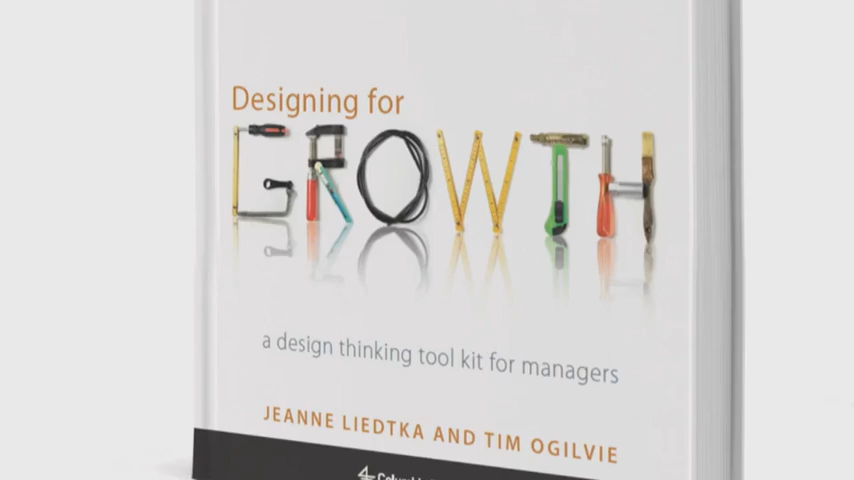 Designing for
GROWTH
a design thinking tool kit for managers
JEANNE LIEDTKA AND TIM OGILVIE